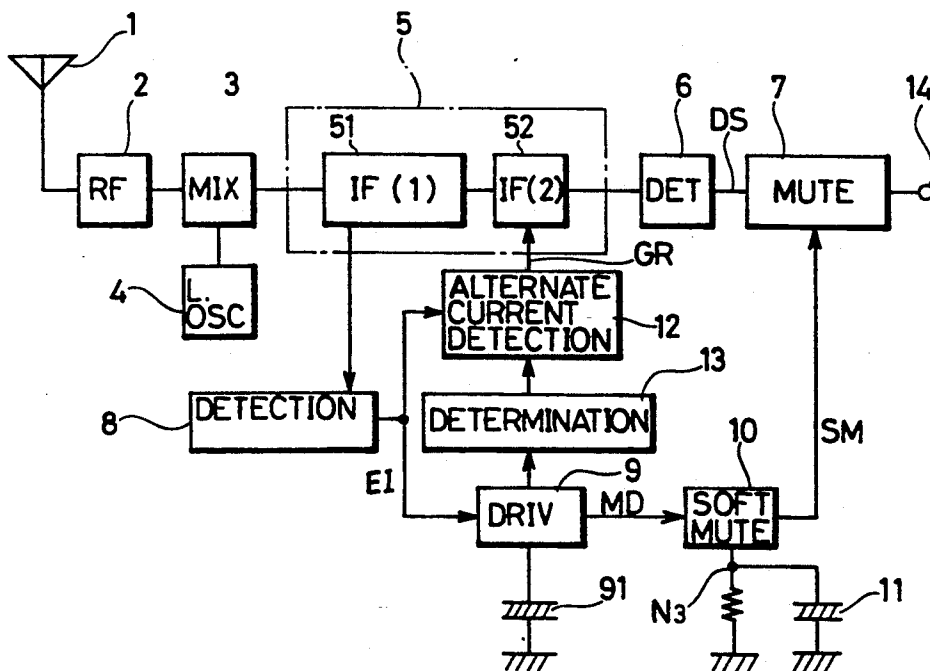 1
5
2
3
51
52
6
DS
7
14
RF
MIX
IF (1)
IF(2)
DET
MUTE
GR
4
L.
OSC
ALTERNATE
CURRENT
DETECTION
12
13
8
DETECTION
DETERMINATION
SM
EI
9
10
DRIV
MD
SOFT
MUTE
91
N3
11